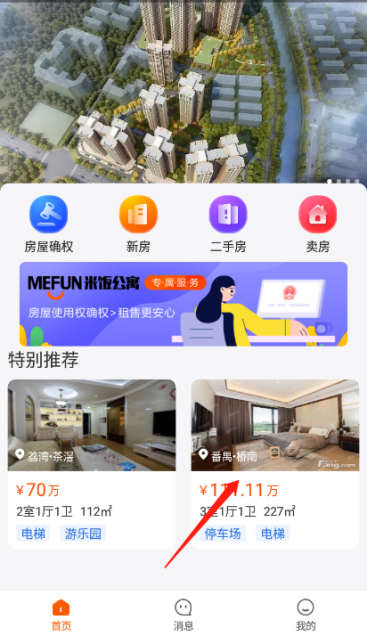 房屋确权
新房
二手房
卖房
MEFUN米饭公寓
专·属·服·务
房屋使用权确权>租售更安心
特别推荐
荔湾·茶滘
番禺·桥南
Fang.com
¥70万
2室1厅1卫 112㎡
电梯 游乐园
.11万
3室1厅1卫 227㎡
停车场 电梯
首页
消息
我的